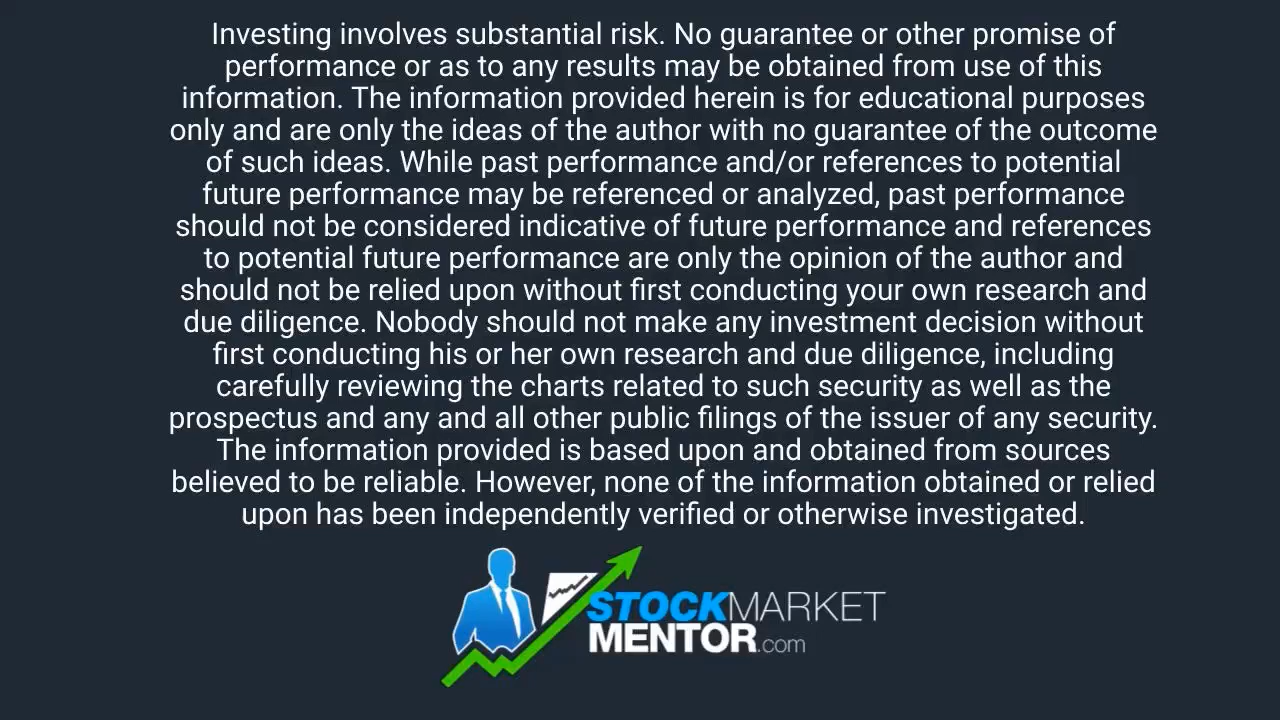 Investing involves substantial risk. No guarantee or other promise of
performance or as to any results may be obtained from use of this
information. The information provided herein is for educational purposes
only and are only the ideas of the author with no guarantee of the outcome
of such ideas. While past performance and/or references to potential
future performance may be referenced or analyzed, past performance
should not be considered indicative of future performance and references
to potential future performance are only the opinion of the author and
should not be relied upon without first conducting your own research and
due diligence. Nobody should not make any investment decision without
first conducting his or her own research and due diligence, including
carefully reviewing the charts related to such security as well as the
prospectus and any and all other public filings of the issuer of any security.
The information provided is based upon and obtained from sources
believed to be reliable. However, none of the information obtained or relied
upon has been independently verified or otherwise investigated.
STOCKMARKET
MENTOR.com